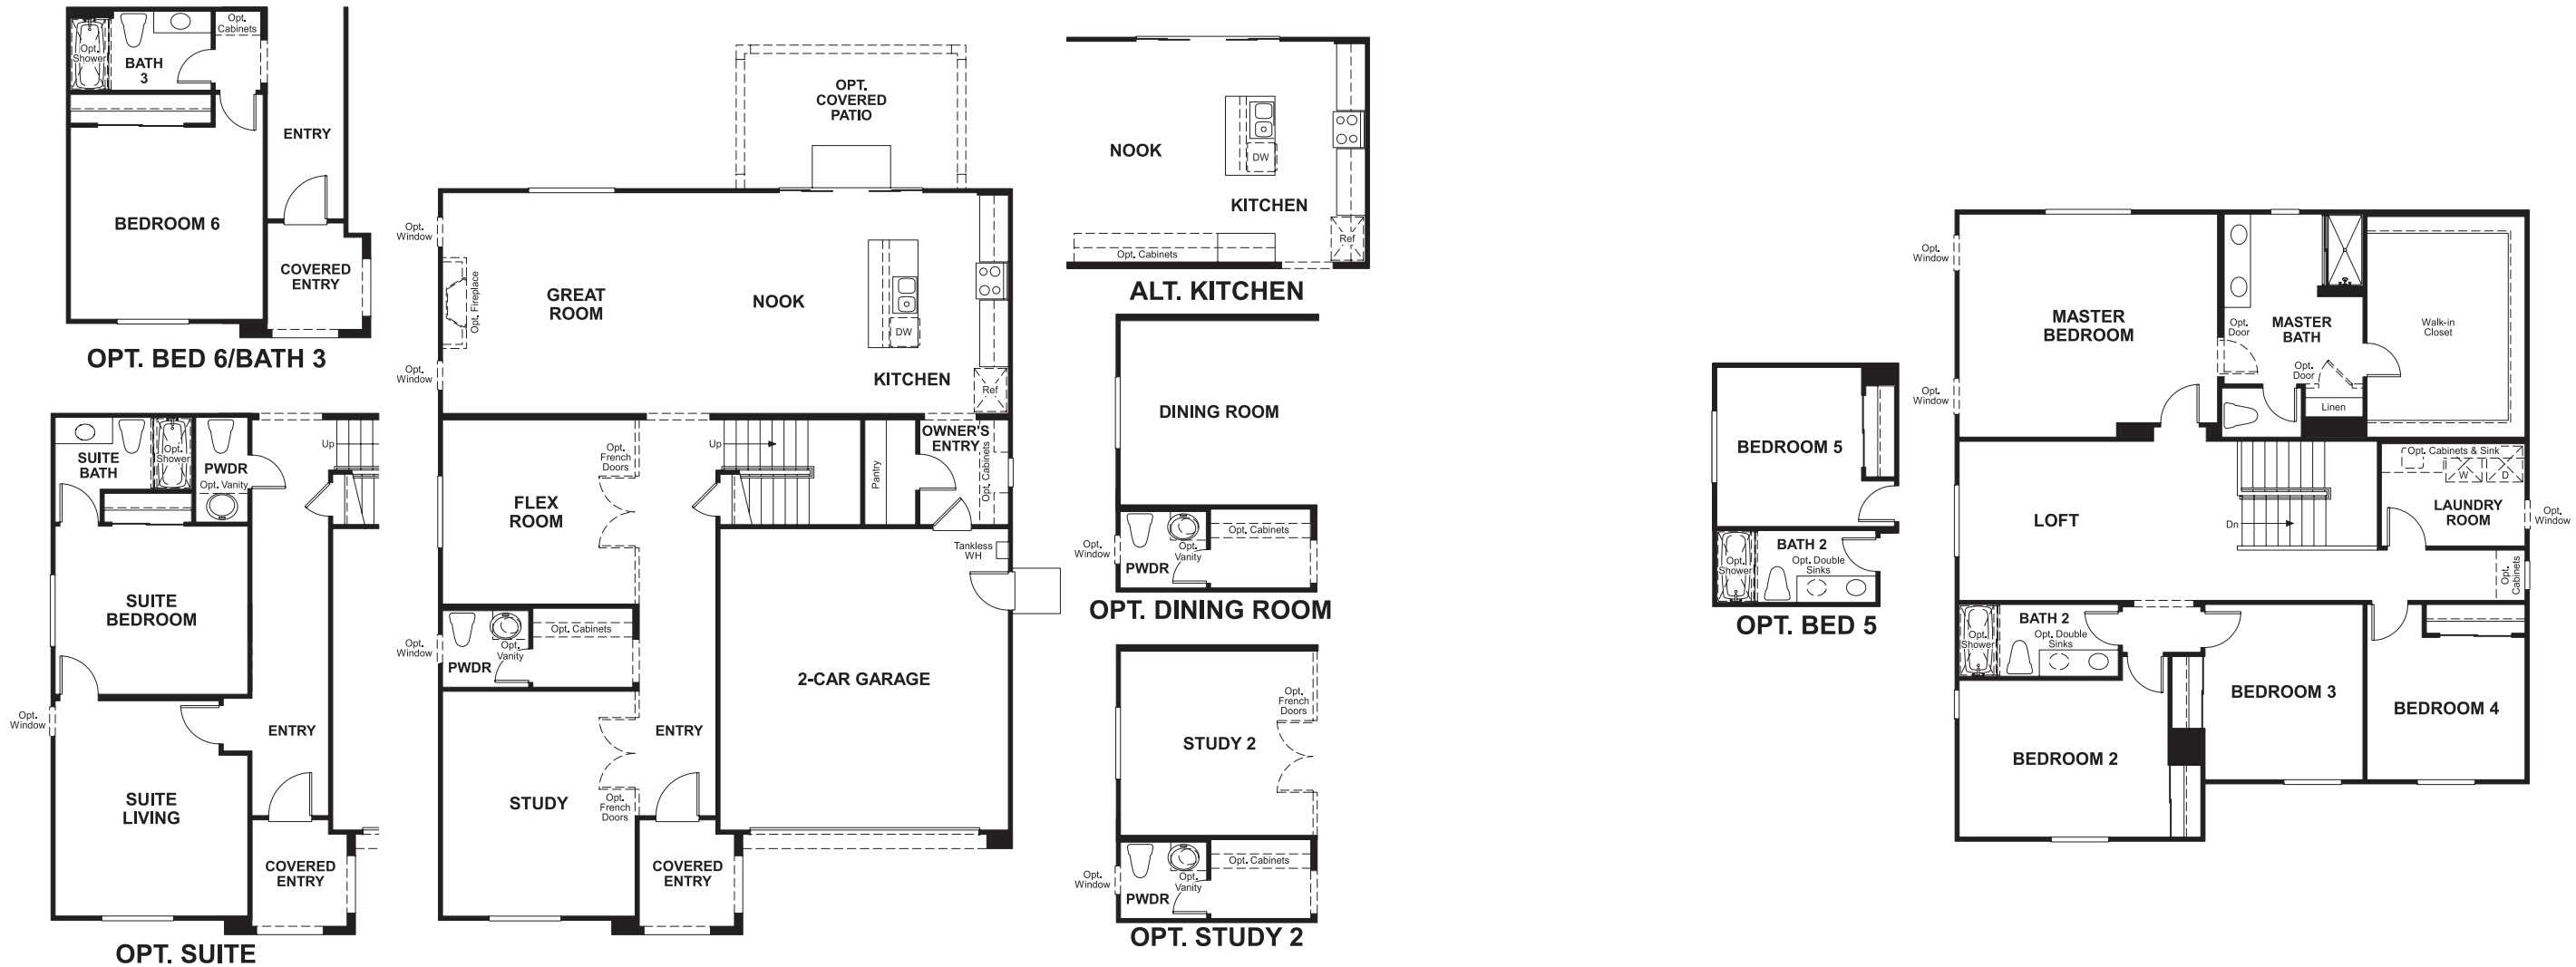 Opt.
Cabinets
Opt.
Shower
BATH
3
ENTRY
BEDROOM 6
COVERED
ENTRY
OPT. BED 6/BATH 3
Up
SUITE
BATH
Opt.
Shower
PWDR
Opt. Vanity
SUITE
BEDROOM
Opt.
Window
ENTRY
SUITE
LIVING
COVERED
ENTRY
OPT. SUITE
OPT.
COVERED
PATIO
Opt.
Window
Opt. Fireplace
GREAT
ROOM
NOOK
DW
Opt.
Window
KITCHEN
Ref
Opt.
French
Doors
Up
Pantry
OWNER'S
ENTRY
Opt. Cabinets
FLEX
ROOM
Tankless
WH
Opt.
Window
PWDR
Opt.
Vanity
Opt. Cabinets
2-CAR GARAGE
ENTRY
STUDY
Opt.
French
Doors
COVERED
ENTRY
NOOK
DW
KITCHEN
Ref
Opt. Cabinets
ALT. KITCHEN
DINING ROOM
Opt.
Window
PWDR
Opt.
Vanity
Opt. Cabinets
OPT. DINING ROOM
Opt.
French
Doors
STUDY 2
Opt.
Window
PWDR
Opt.
Vanity
Opt. Cabinets
OPT. STUDY 2
BEDROOM 5
Opt.
Shower
BATH 2
Opt. Double
Sinks
OPT. BED 5
Opt.
Window
MASTER
BEDROOM
Opt.
Door
MASTER
BATH
Opt.
Door
Walk-in
Closet
Opt.
Window
Linen
Opt. Cabinets & Sink
W
D
LAUNDRY
ROOM
Opt.
Window
LOFT
Dn
Opt.
Cabinets
Opt.
Shower
BATH 2
Opt. Double
Sinks
BEDROOM 3
BEDROOM 4
BEDROOM 2